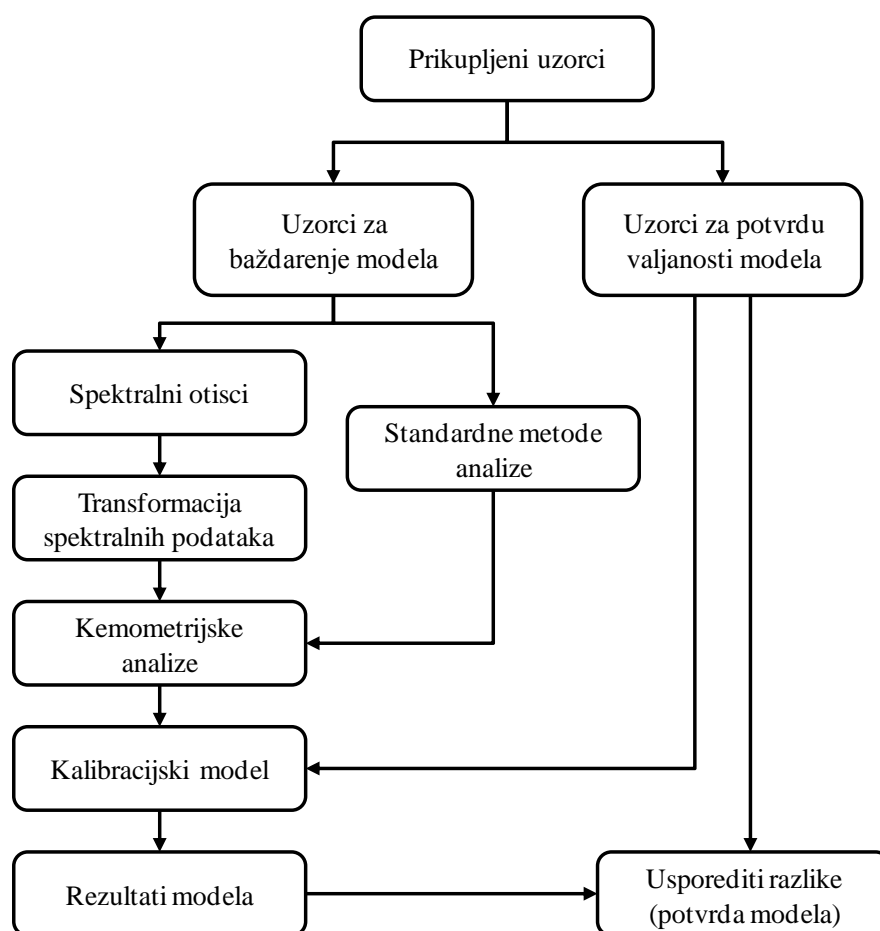 Prikupljeni uzorci
Uzorci za
baždarenje modela
Uzorci za potvrdu
valjanosti modela
Spektralni otisci
Standardne metode
analize
Transformacija
spektralnih podataka
Kemometrijske
analize
Kalibracijski model
Rezultati modela
Usporediti razlike
(potvrda modela)